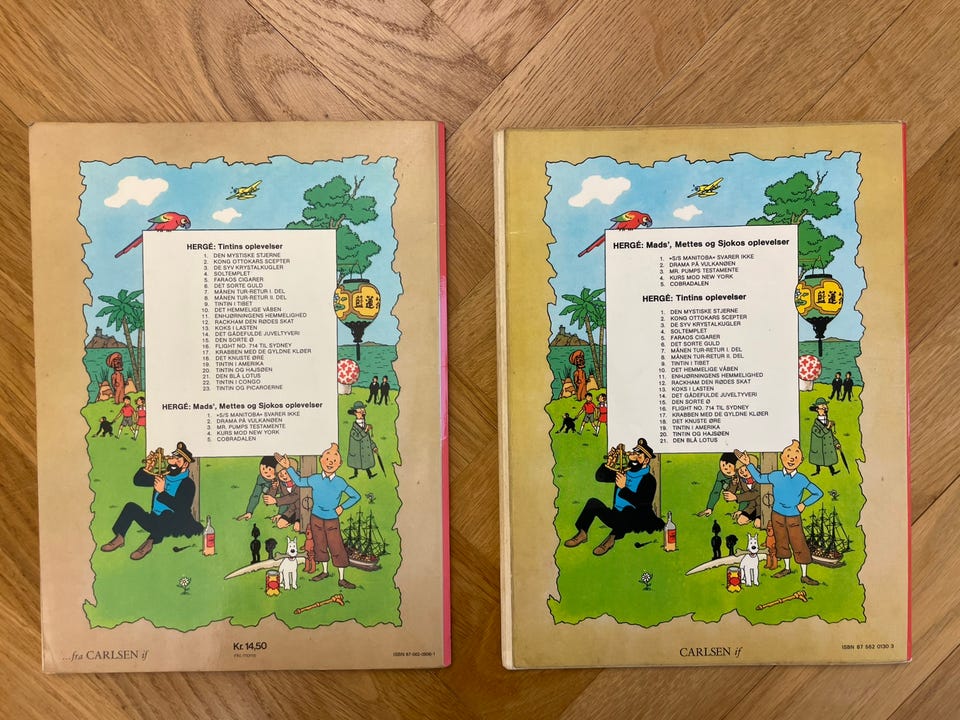 HERGÉ: Tintins oplevelser
1. DEN MYSTISKE STJERNE
2. KONG OTTOKARS SCEPTER
3. DE SYV KRYSTALKUGLER
4. SOLTEMPLET
5. FARAOS CIGARER
6. DET SORTE GULD
7. MÅNEN TUR-RETUR I. DEL
8. MÅNEN TUR-RETUR II. DEL
9. TINTIN I TIBET
10. DET HEMMELIGE VÅBEN
11. ENHJØRNINGENS HEMMELIGHED
12. RACKHAM DEN RØDES SKAT
13. KOKS I LASTEN
14. DET GÅDEFULDE JUVELTYVERI
15. DEN SORTE Ø
16. FLIGHT NO. 714 TIL SYDNEY
17. KRABBEN MED DE GYLDNE KLØER
18. DET KNUSTE ØRE
19. TINTIN I AMERIKA
20. TINTIN OG HAJSØEN
21. DEN BLÅ LOTUS
22. TINTIN I CONGO
23. TINTIN OG PICAROERNE
HERGÉ: Mads', Mettes og Sjokos oplevelser
1. »S/S MANITOBA« SVARER IKKE
2. DRAMA PÅ VULKANØEN
3. MR. PUMPS TESTAMENTE
4. KURS MOD NEW YORK
5. COBRADALEN
...fra CARLSEN if
Kr. 14,50
inkl. moms
HERGÉ: Mads', Mettes og Sjokos oplevelser
1. »S/S MANITOBA« SVARER IKKE
2. DRAMA PÅ VULKANØEN
3. MR. PUMPS TESTAMENTE
4. KURS MOD NEW YORK
5. COBRADALEN
HERGÉ: Tintins oplevelser
1. DEN MYSTISKE STJERNE
2. KONG OTTOKARS SCEPTER
3. DE SYV KRYSTALKUGLER
4. SOLTEMPLET
5. FARAOS CIGARER
6. DET SORTE GULD
7. MÅNEN TUR-RETUR I. DEL
8. MÅNEN TUR-RETUR II. DEL
9. TINTIN I TIBET
10. DET HEMMELIGE VÅBEN
11. ENHJØRNINGENS HEMMELIGHED
12. RACKHAM DEN RØDES SKAT
13. KOKS I LASTEN
14. DET GÅDEFULDE JUVELTYVERI
15. DEN SORTE Ø
16. FLIGHT NO. 714 TIL SYDNEY
17. KRABBEN MED DE GYLDNE KLØER
18. DET KNUSTE ØRE
19. TINTIN I AMERIKA
20. TINTIN OG HAJSØEN
21. DEN BLÅ LOTUS
CARLSEN if
ISBN 87 562 0130 3